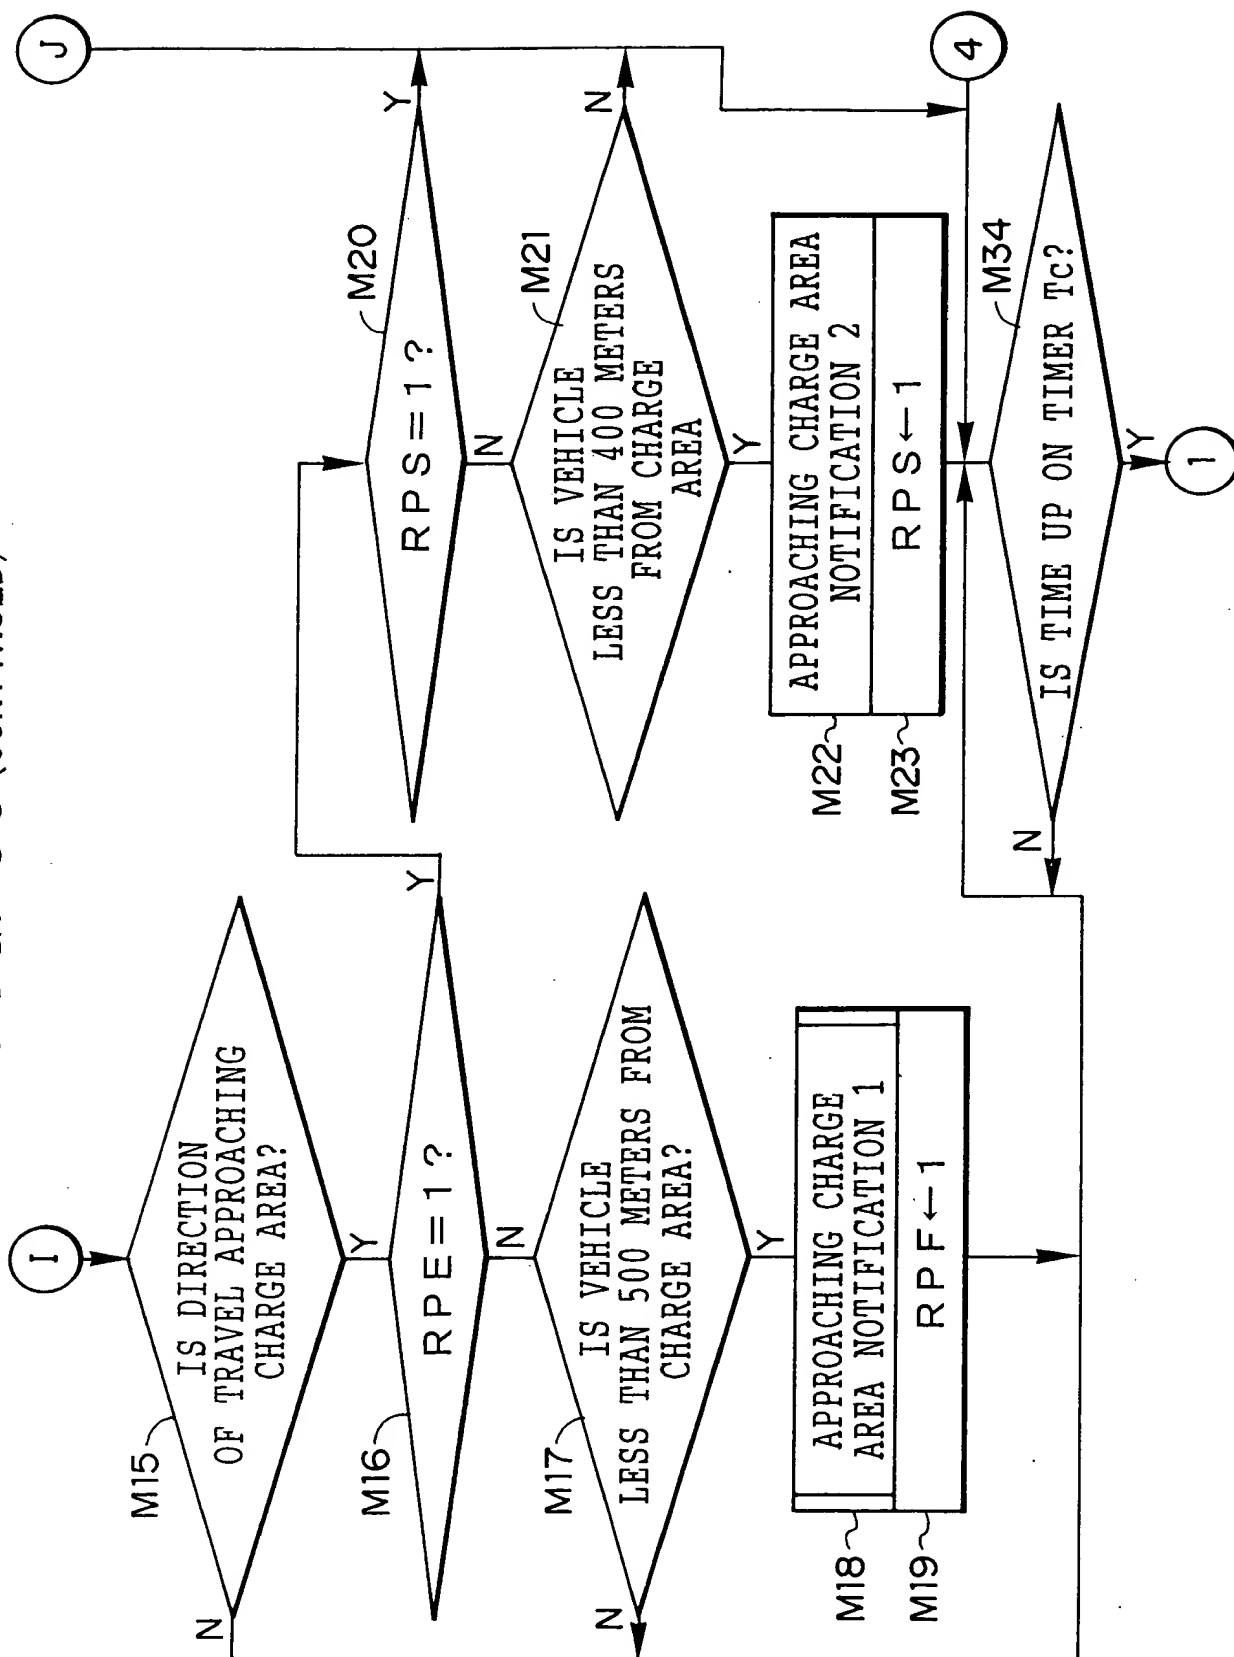 I
IS DIRECTION
OF TRAVEL APPROACHING
CHARGE AREA?
M15
N
Y
RPE=1?
M16
Y
N
IS VEHICLE
LESS THAN 500 METERS FROM
CHARGE AREA?
M17
N
Y
APPROACHING CHARGE
AREA NOTIFICATION 1
M18
RPF←1
M19
J
RPS=1?
M20
Y
N
IS VEHICLE
LESS THAN 400 METERS
FROM CHARGE
AREA
M21
N
Y
APPROACHING CHARGE AREA
NOTIFICATION 2
M22
RPS←1
M23
4
IS TIME UP ON TIMER Tc?
M34
N
Y
1